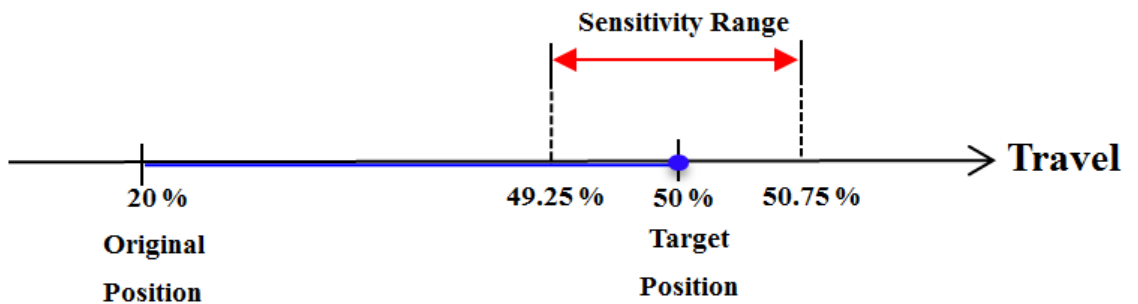 Sensitivity Range
Travel
20 %
49.25 %
50 %
50.75 %
Original
Position
Target
Position